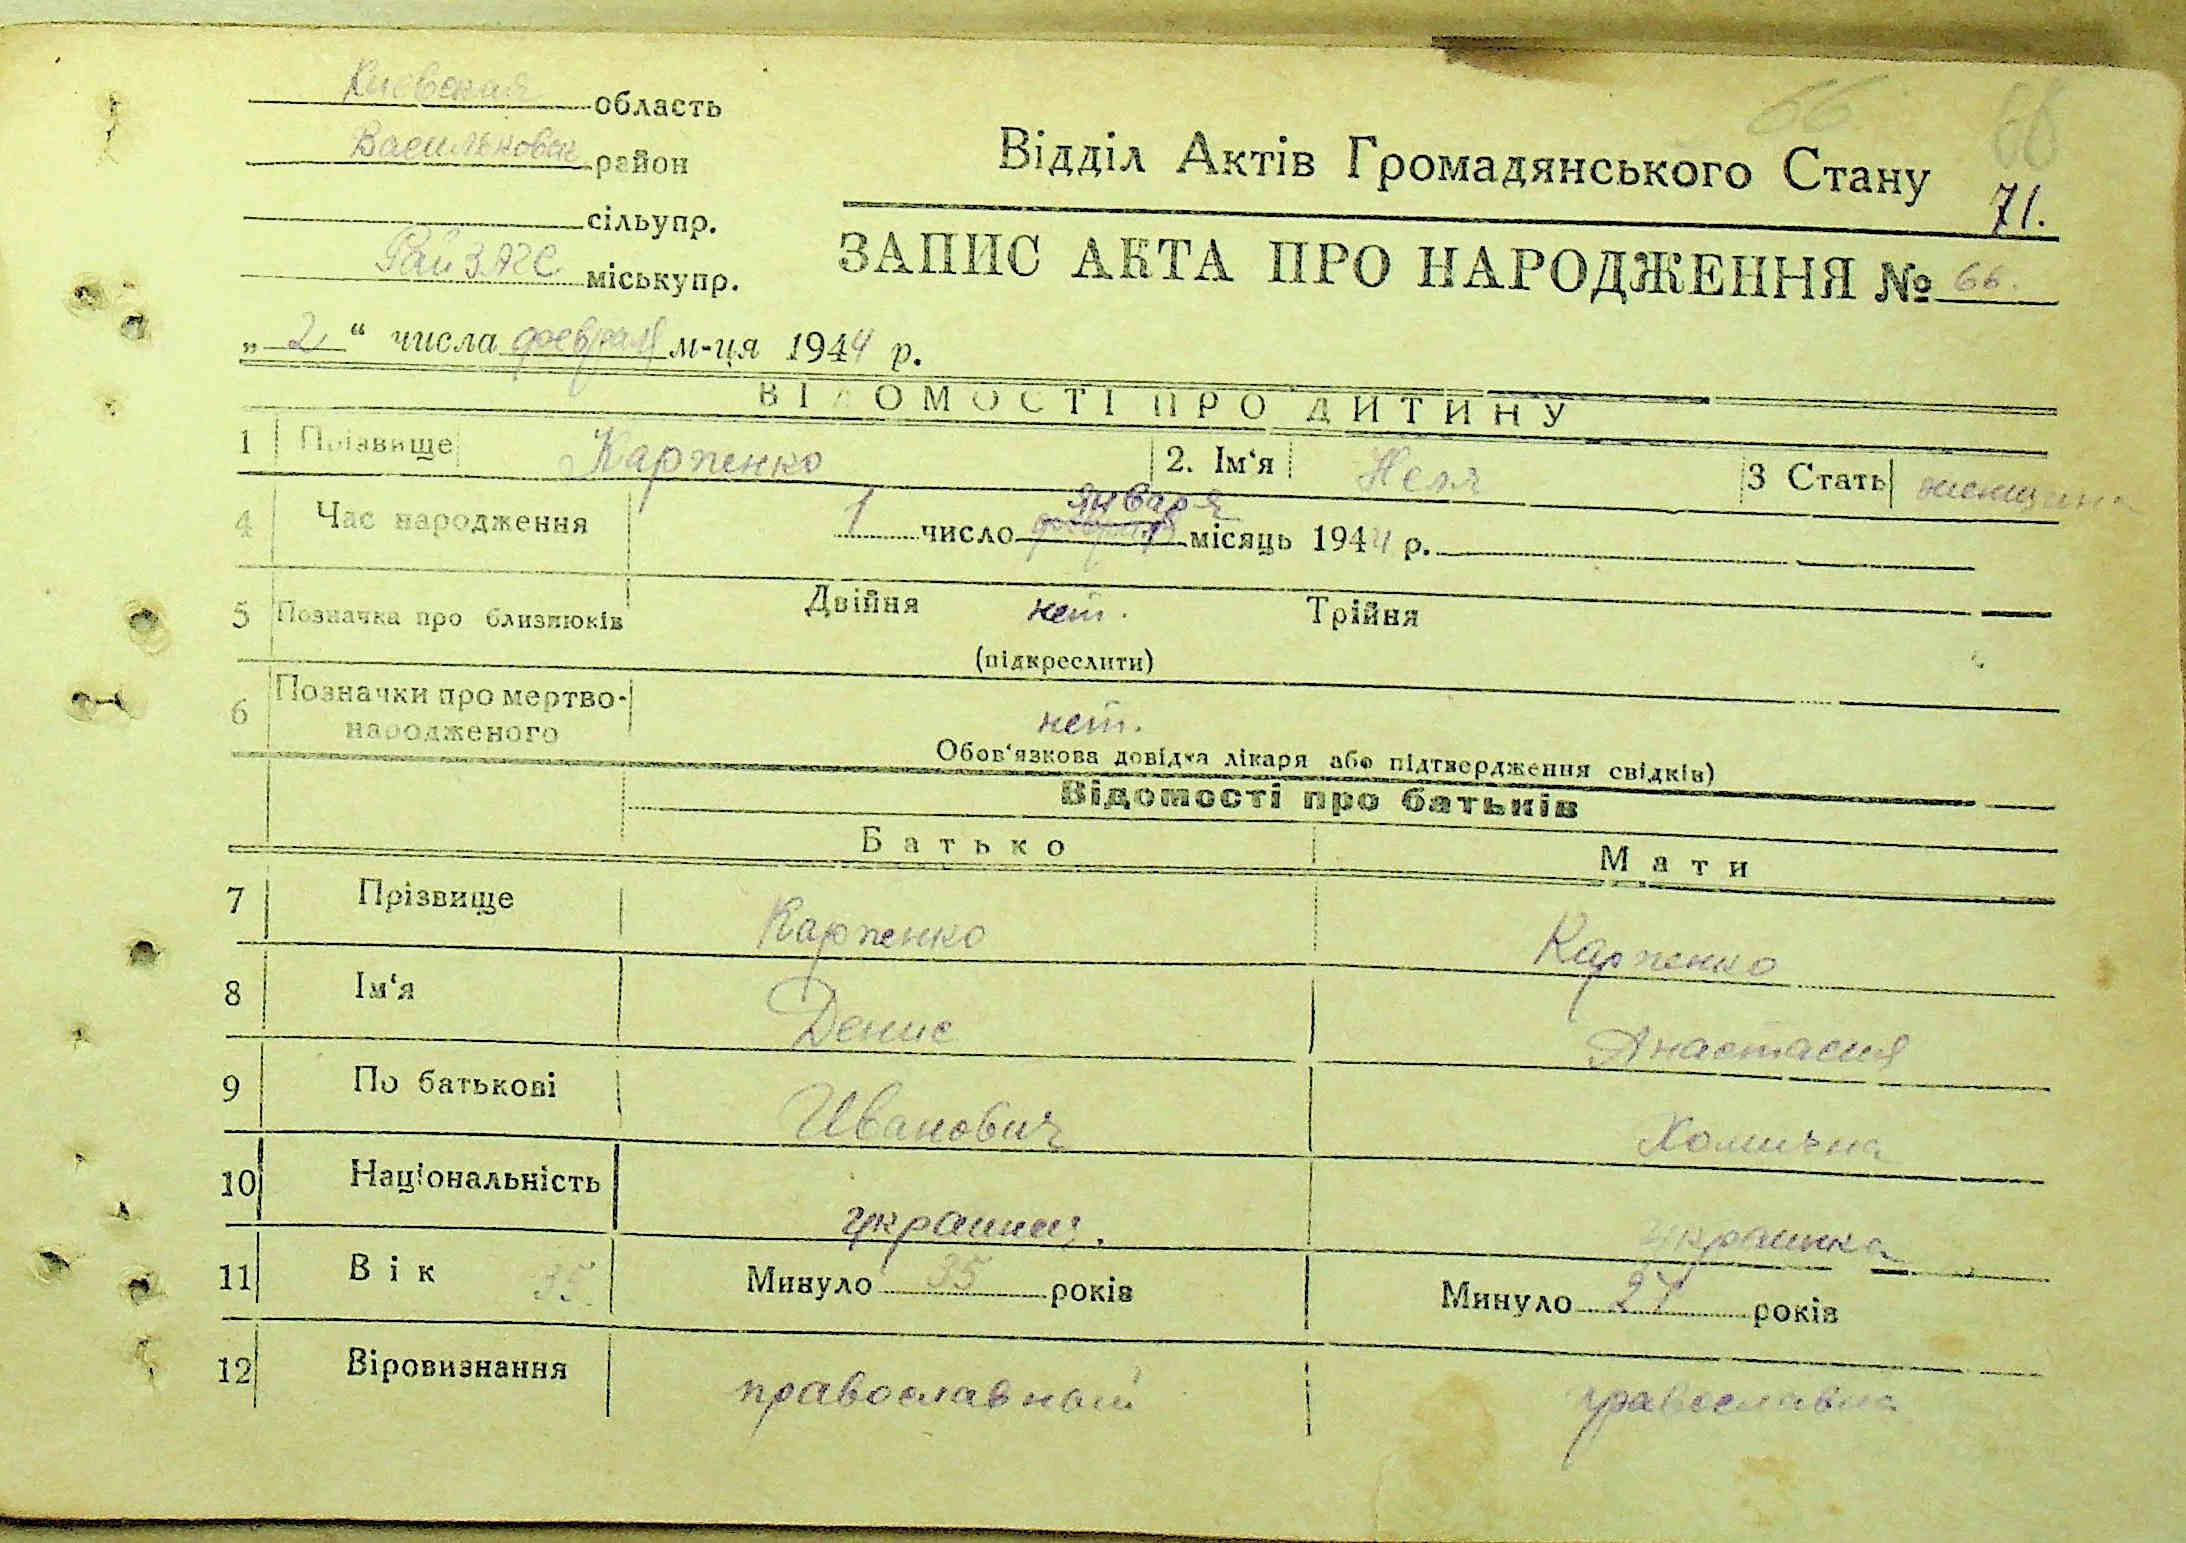 Киевская область
Васильковск район
сільупр.
РайЗАГС міськупр.
66 66
Відділ Актів Громадянського Стану
71.
ЗАПИС АКТА ПРО НАРОДЖЕННЯ № 66.
„ 2 “ числа февраля м-ця 1944 р.
ВІДОМОСТІ ПРО ДИТИНУ
1 Прізвище Карпенко 2. Ім‘я Неля 3 Стать женщина
января
4 Час народження 1 число февраля місяць 1944 р.
5 Позначка про близнюків Двійня нет. Трійня
(підкреслити)
6 Позначки про мертво-
народженого нет.
Обов‘язкова довідка лікаря або підтвердження свідків)
Відомості про батьків
Батько Мати
7 Прізвище Карпенко Карпенко
8 Ім‘я Денис Анастасия
9 По батькові Иванович Хомична
10 Національність украинец. украинка
11 Вік 35. Минуло 35 років Минуло 27 років
12 Віровизнання православный православна